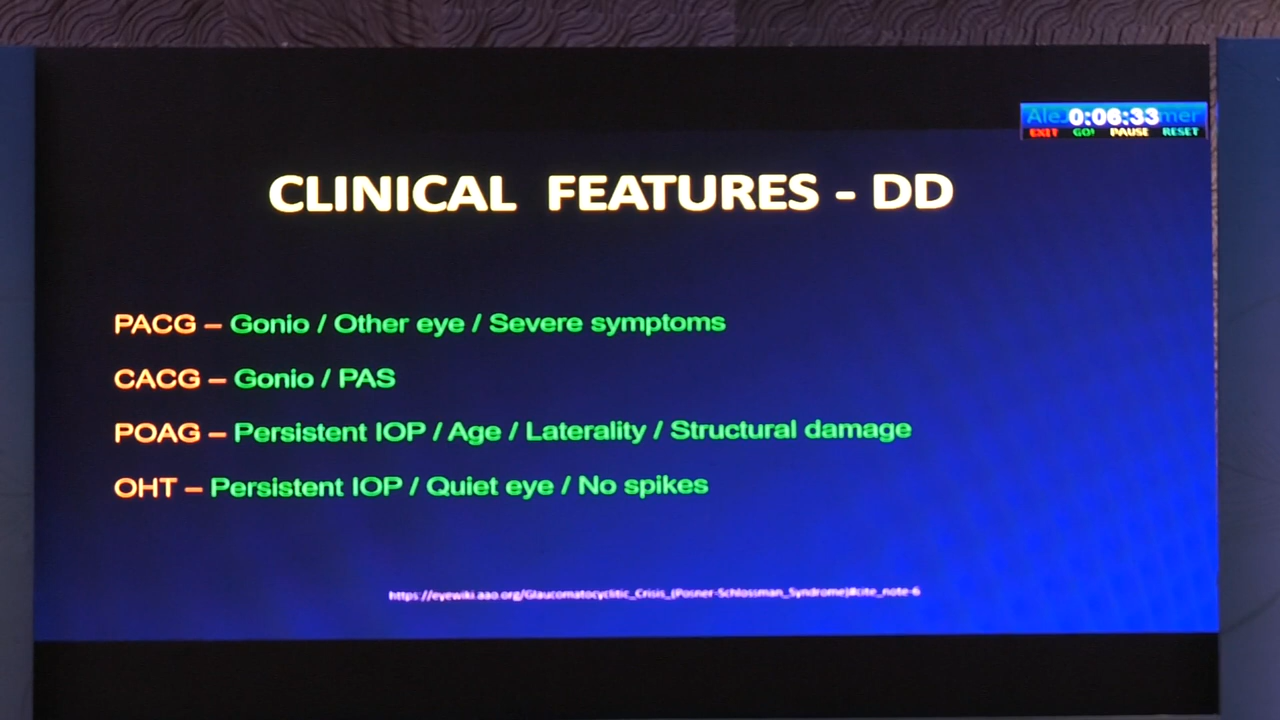 0:06:33
EXIT GO! PAUSE RESET
CLINICAL FEATURES - DD
PACG – Gonio / Other eye / Severe symptoms
CACG – Gonio / PAS
POAG – Persistent IOP / Age / Laterality / Structural damage
OHT – Persistent IOP / Quiet eye / No spikes
https://eyewiki.aao.org/Glaucomatocyclitic_Crisis_(Posner-Schlossman_Syndrome)#cite_note-6